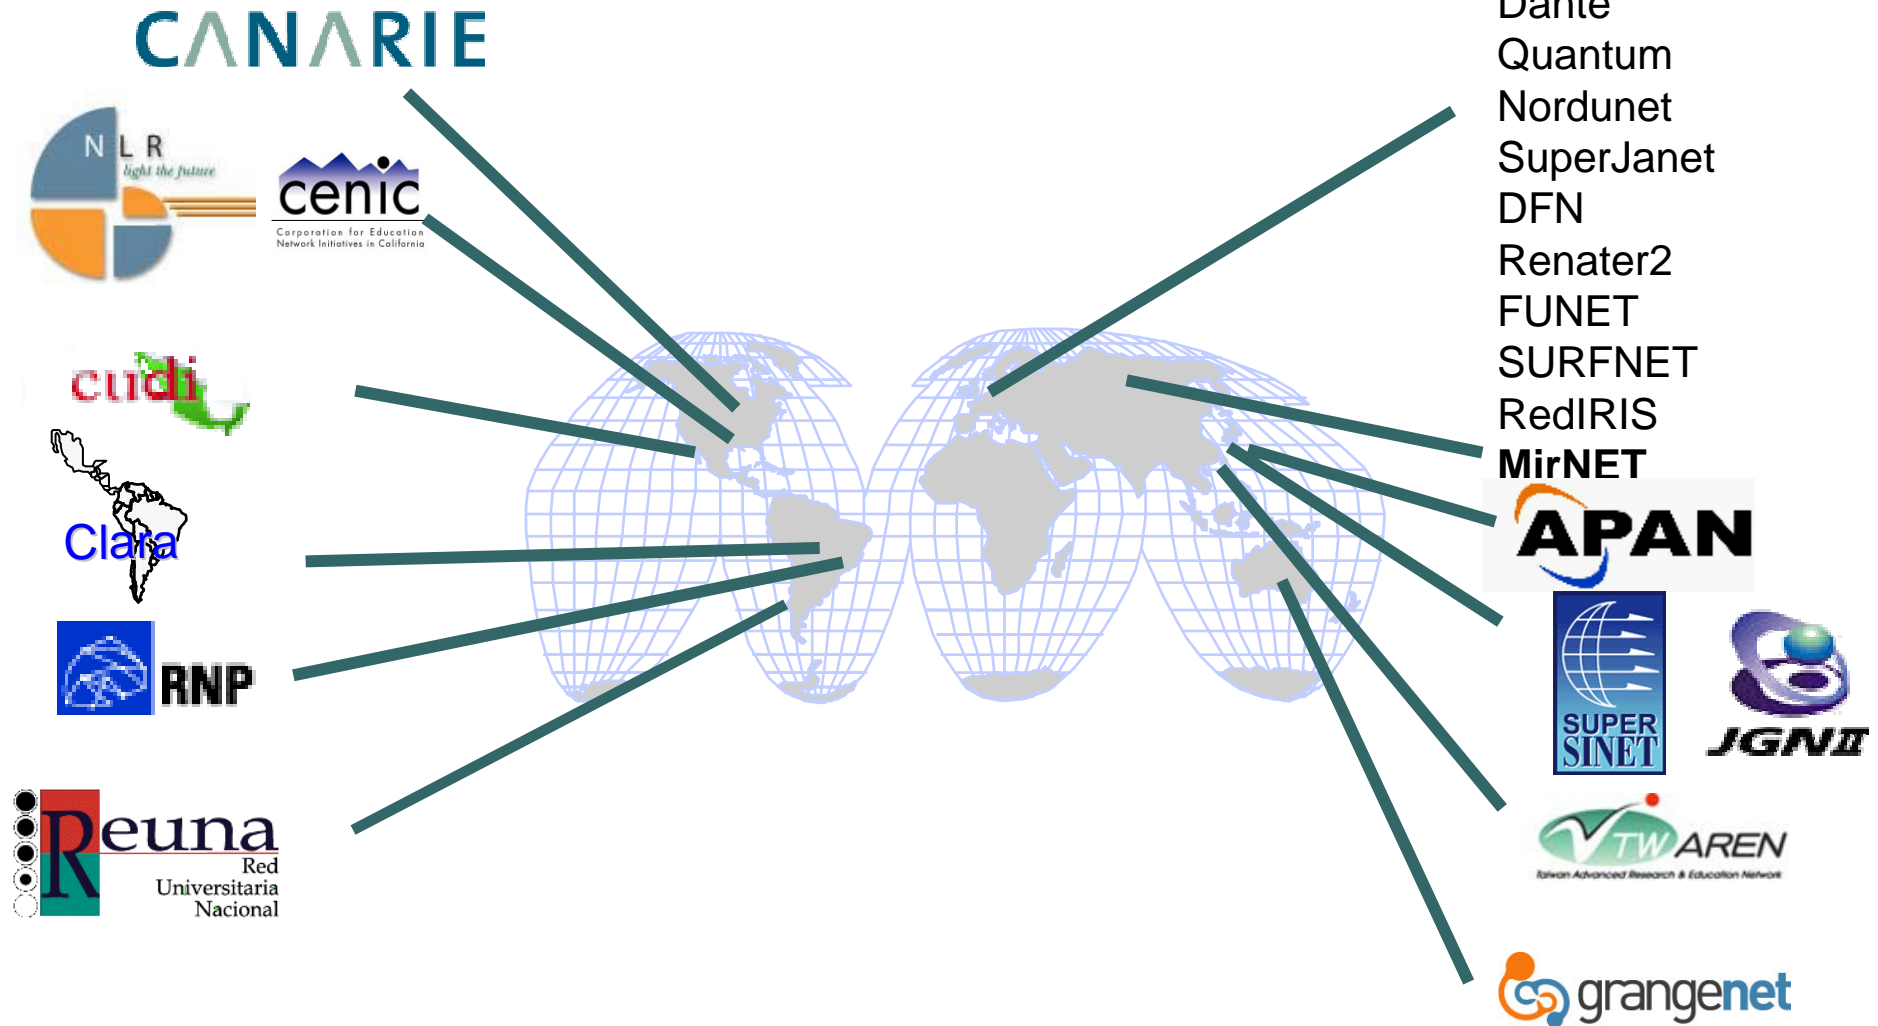 CANARIE
N L R
light the future
cenic
Corporation for Education
Network Initiatives in California
cudi
Clara
RNP
Reuna
Red
Universitaria
Nacional
Dante
Quantum
Nordunet
SuperJanet
DFN
Renater2
FUNET
SURFNET
RedIRIS
MirNET
APAN
SUPER
SINET
JGNII
TWAREN
Taiwan Advanced Research & Education Network
grangenet